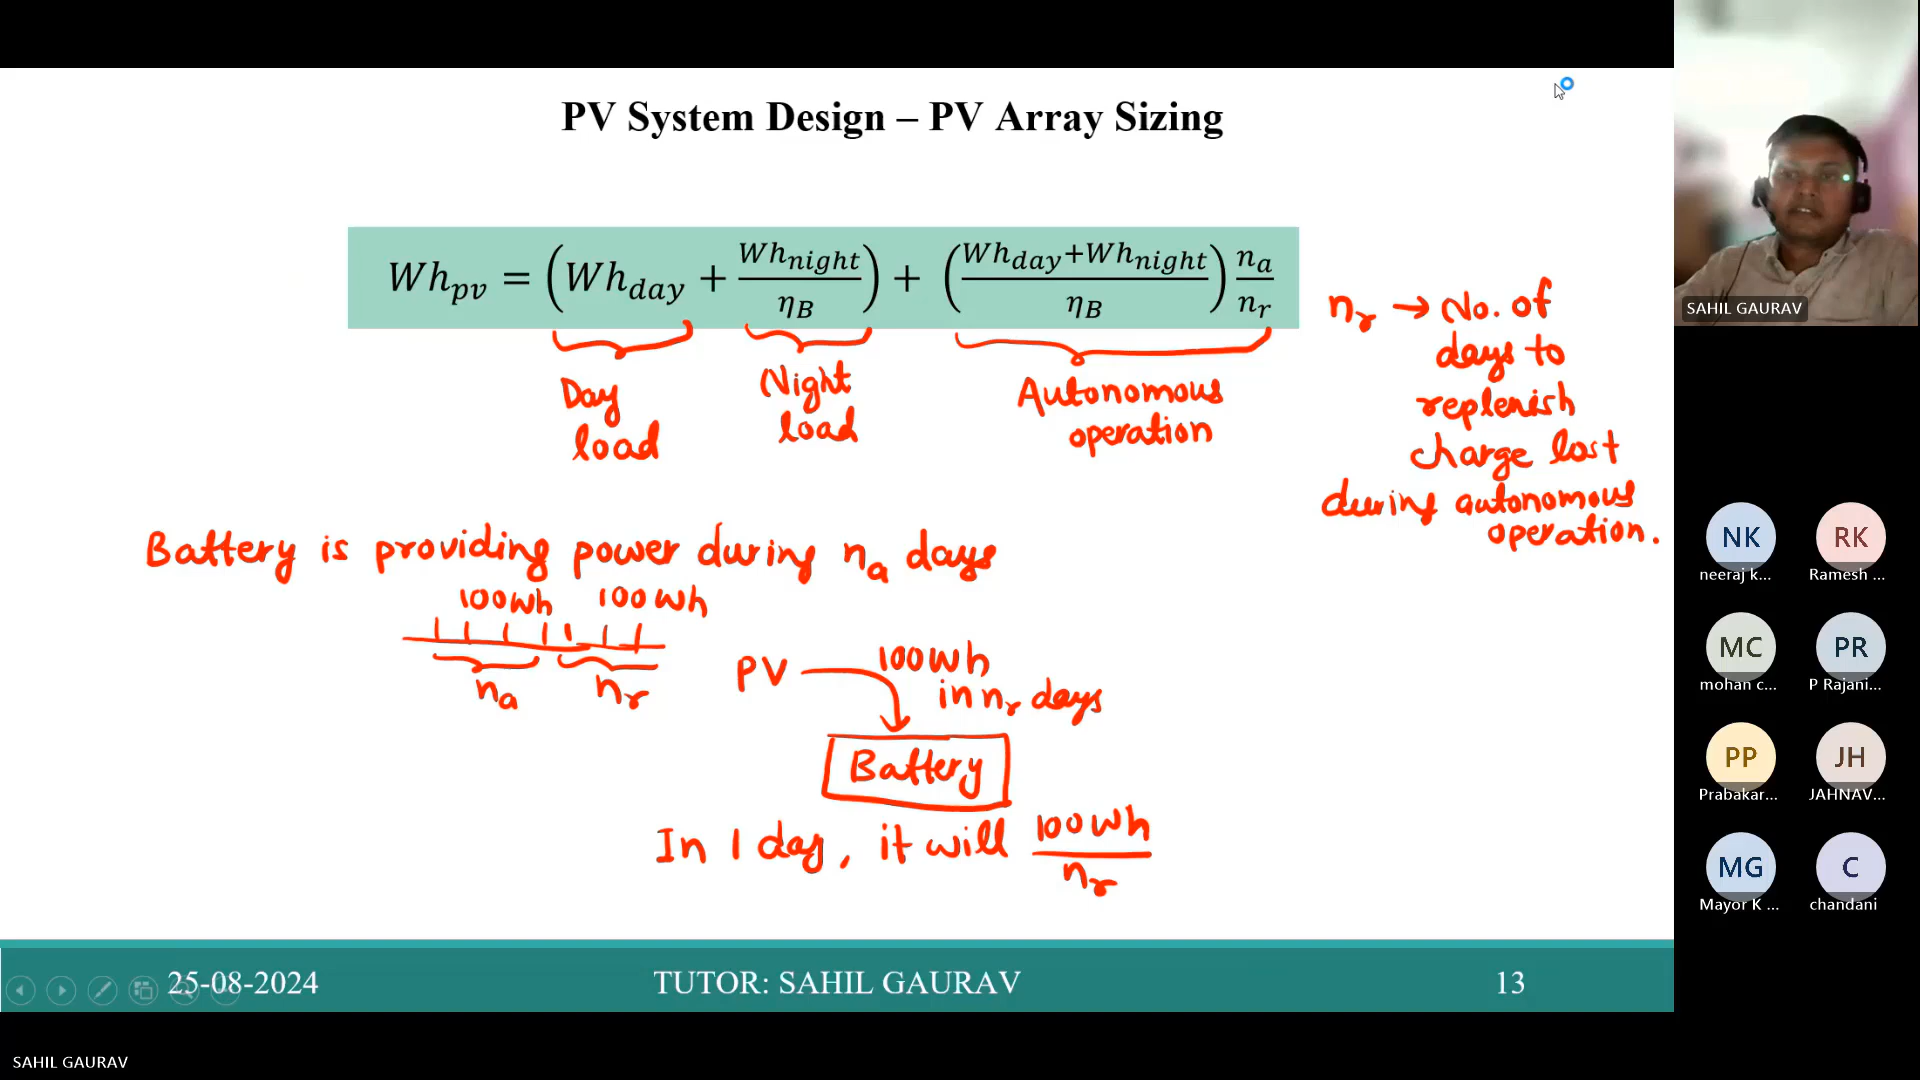 PV System Design – PV Array Sizing
Wh_pv = (Wh_day + Wh_night/η_B) + ((Wh_day+Wh_night)/η_B) n_a/n_r
n_r → No. of
days to
replenish
charge lost
during autonomous
operation.
Day
load
Night
load
Autonomous
operation
Battery is providing power during n_a days
100wh 100wh
n_a n_r
PV 100wh
in n_r days
Battery
In 1 day, it will 100wh/n_r
25-08-2024 TUTOR: SAHIL GAURAV 13
SAHIL GAURAV
SAHIL GAURAV
NK RK
neeraj k... Ramesh ...
MC PR
mohan c... P Rajani...
PP JH
Prabakar... JAHNAV...
MG C
Mayor K ... chandani